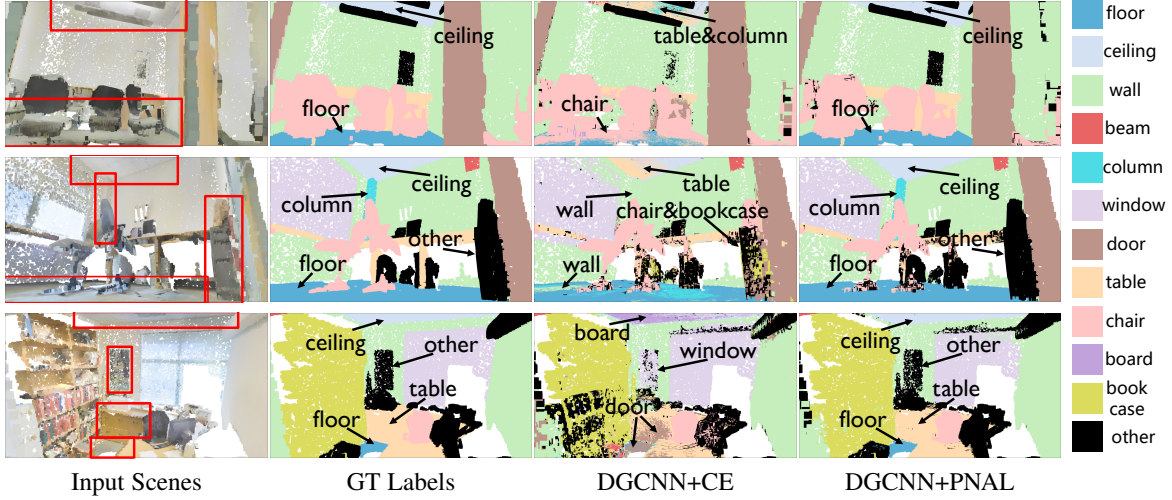 ceiling
floor
table&column
chair
ceiling
floor
ceiling
column
other
floor
table
wall
chair&bookcase
wall
ceiling
column
other
floor
ceiling
other
table
floor
board
window
door
ceiling
other
table
floor
floor
ceiling
wall
beam
column
window
door
table
chair
board
book
case
other
Input Scenes
GT Labels
DGCNN+CE
DGCNN+PNAL